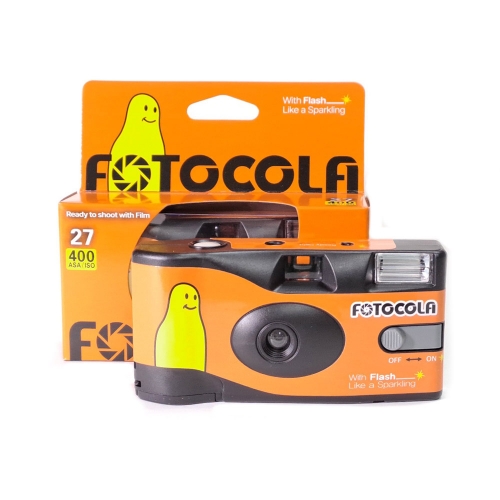 With Flash
Like a Sparkling
FOTOCOLA
Ready to shoot with Film
27
400
ASA/ISO
FOTOCOLA
OFF ↔ ON
With Flash
Like a Sparkling
FO